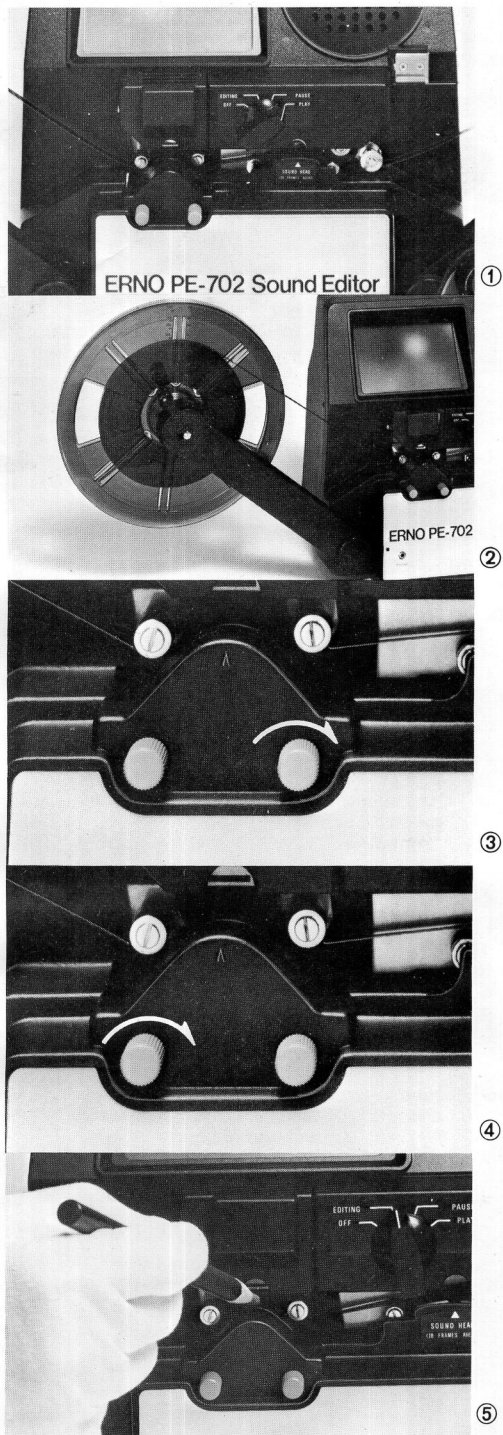 EDITING PAUSE
OFF PLAY
SOUND HEAD
ERNO PE-702 Sound Editor
①
ERNO PE-702
②
③
④
EDITING PAUSE
OFF PLAY
SOUND HEAD
⑤